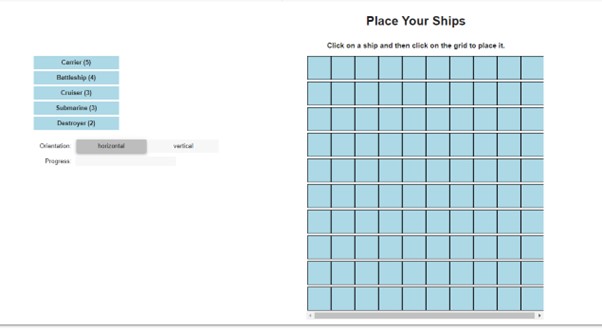 Place Your Ships
Click on a ship and then click on the grid to place it.
Carrier (5)
Battleship (4)
Cruiser (3)
Submarine (3)
Destroyer (2)
Orientation: horizontal vertical
Progress: